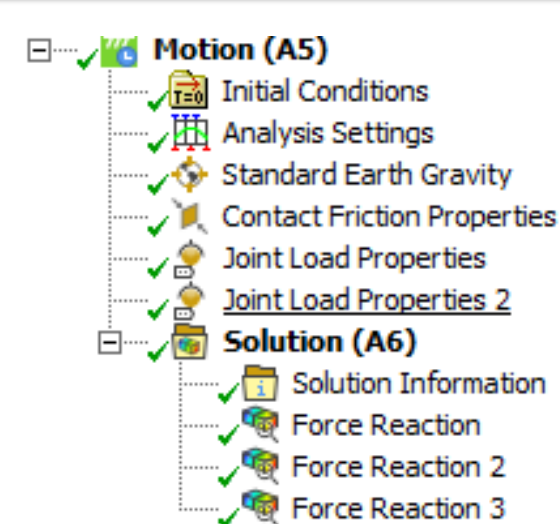 Motion (A5)
T=0 Initial Conditions
Analysis Settings
Standard Earth Gravity
Contact Friction Properties
Joint Load Properties
Joint Load Properties 2
Solution (A6)
i Solution Information
Force Reaction
Force Reaction 2
Force Reaction 3